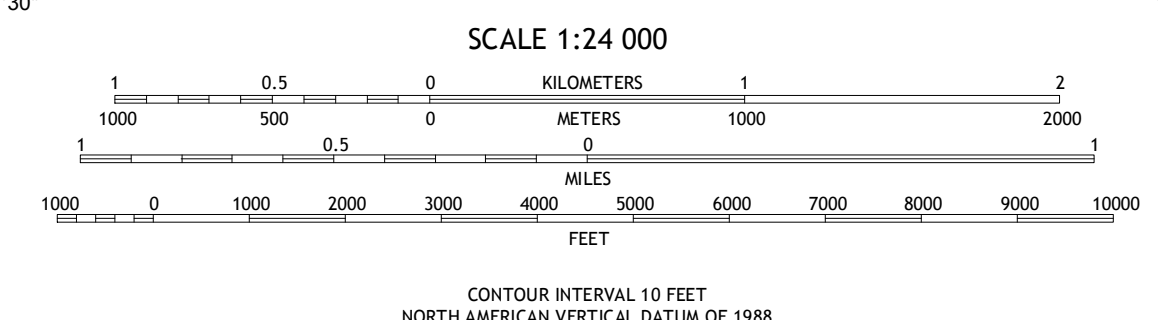 30"
SCALE 1:24 000
1 0.5 0 KILOMETERS 1 2
1000 500 0 METERS 1000 2000
1 0.5 0 1
MILES
1000 0 1000 2000 3000 4000 5000 6000 7000 8000 9000 10000
FEET
CONTOUR INTERVAL 10 FEET
NORTH AMERICAN VERTICAL DATUM OF 1988